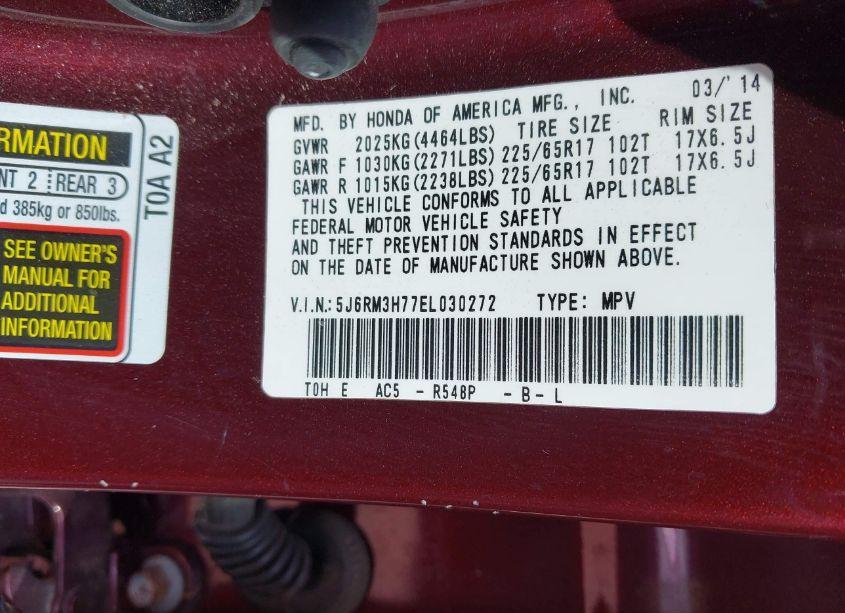 ORMATION
NT 2 REAR 3
d 385kg or 850lbs.
SEE OWNER'S
MANUAL FOR
ADDITIONAL
INFORMATION
T0A A2
MFD. BY HONDA OF AMERICA MFG., INC. 03/'14
GVWR 2025KG(4464LBS) TIRE SIZE RIM SIZE
GAWR F 1030KG(2271LBS) 225/65R17 102T 17X6.5J
GAWR R 1015KG(2238LBS) 225/65R17 102T 17X6.5J
THIS VEHICLE CONFORMS TO ALL APPLICABLE
FEDERAL MOTOR VEHICLE SAFETY
AND THEFT PREVENTION STANDARDS IN EFFECT
ON THE DATE OF MANUFACTURE SHOWN ABOVE.
V.I.N.:5J6RM3H77EL030272 TYPE: MPV
T0H E AC5 - R548P - B - L